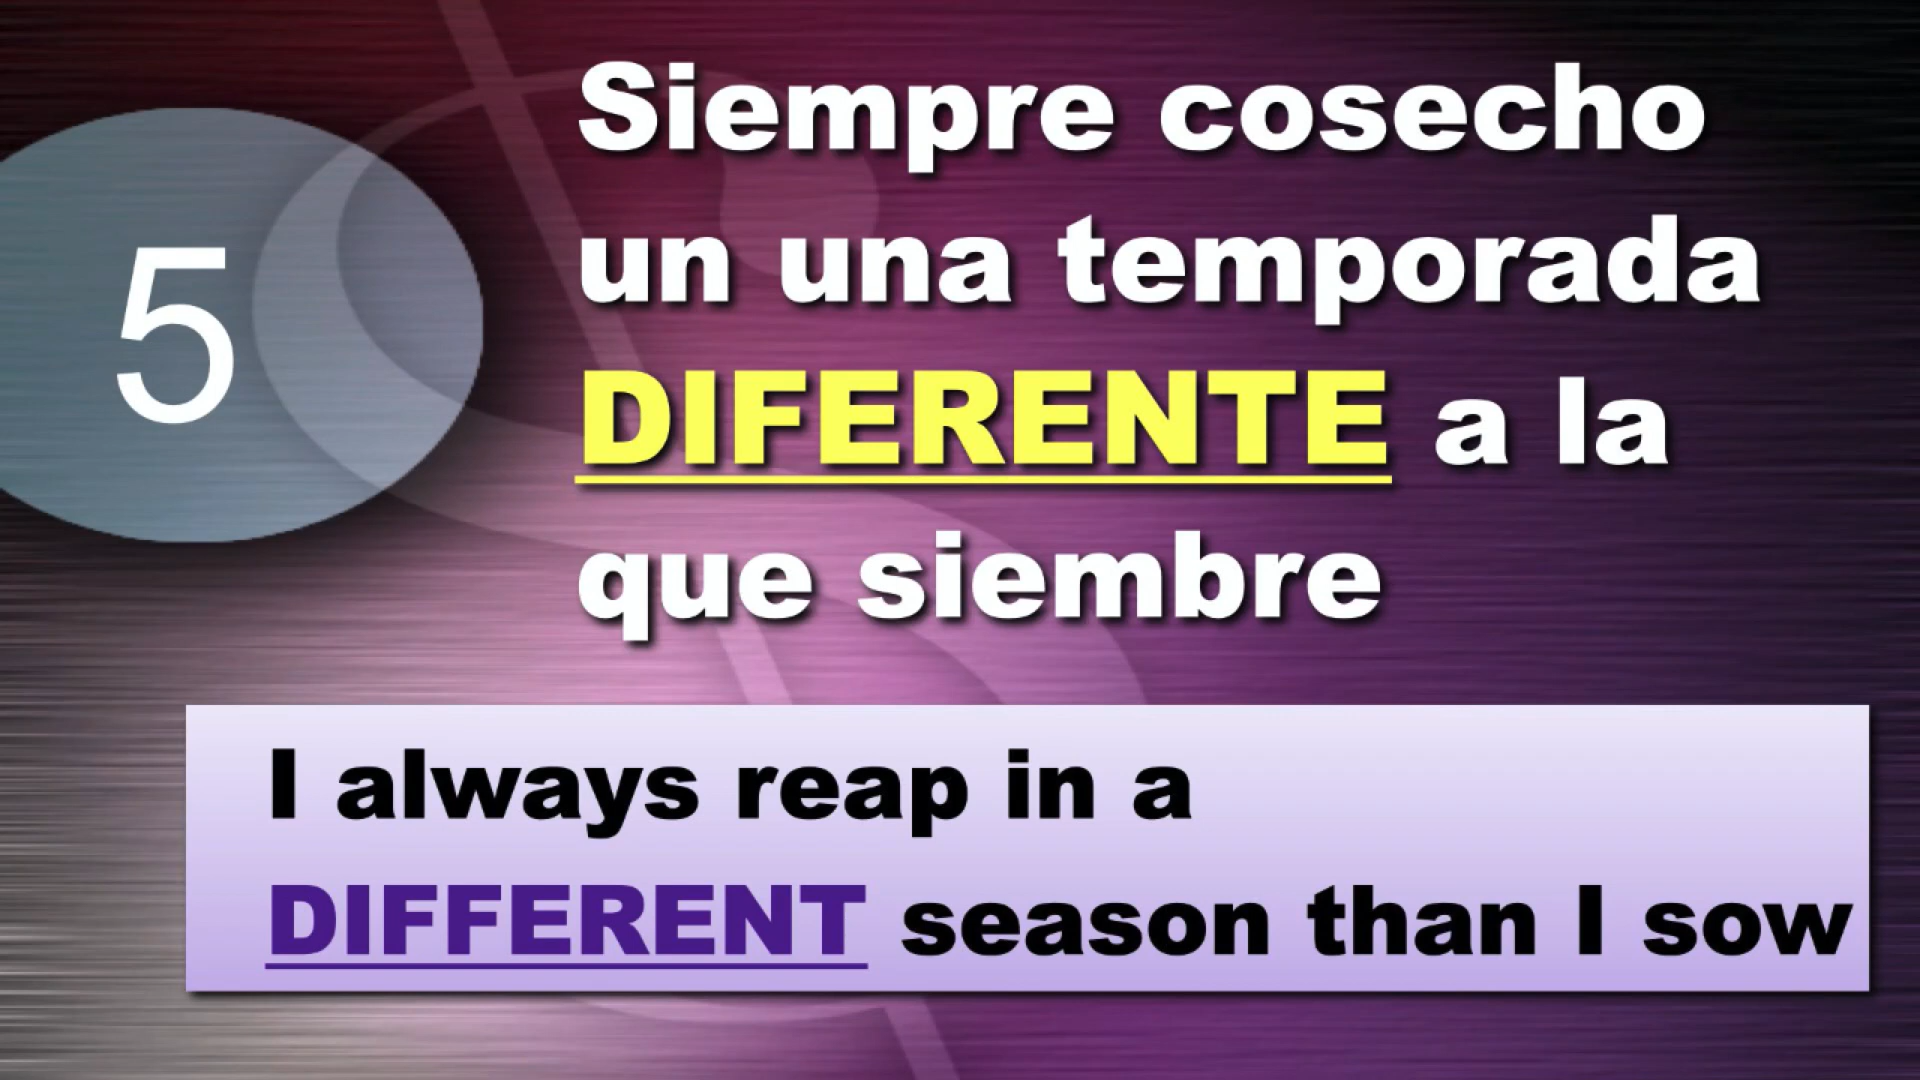 5
Siempre cosecho
un una temporada
DIFERENTE a la
que siembre
I always reap in a
DIFFERENT season than I sow